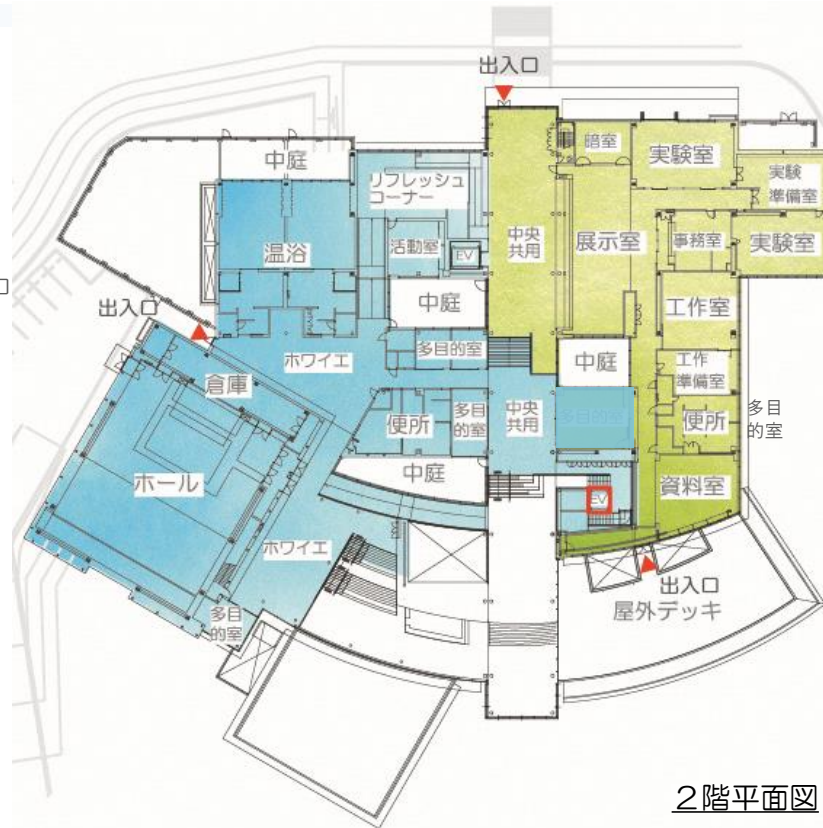 出入口
中庭
暗室
実験室
リフレッシュ
コーナー
実験
準備室
温浴
活動室
EV
中央
共用
展示室
事務室
実験室
口
出入口
中庭
工作室
ホワイエ
多目的室
中庭
工作
準備室
倉庫
便所
多目
的室
中央
共用
多目的室
便所
多目
的室
ホール
中庭
EV
資料室
ホワイエ
出入口
屋外デッキ
多目
的室
2階平面図